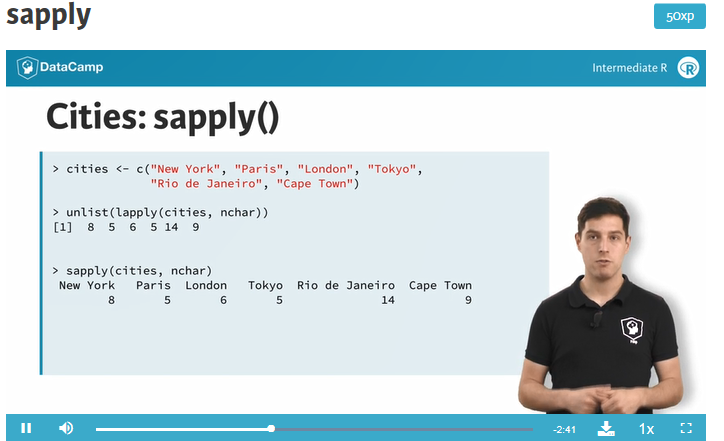 sapply
50xp
DataCamp
Intermediate R
R
Cities: sapply()
> cities <- c("New York", "Paris", "London", "Tokyo",
"Rio de Janeiro", "Cape Town")
> unlist(lapply(cities, nchar))
[1]  8  5  6  5 14  9
> sapply(cities, nchar)
New York   Paris  London   Tokyo  Rio de Janeiro  Cape Town
8       5       6       5              14          9
-2:41
1x